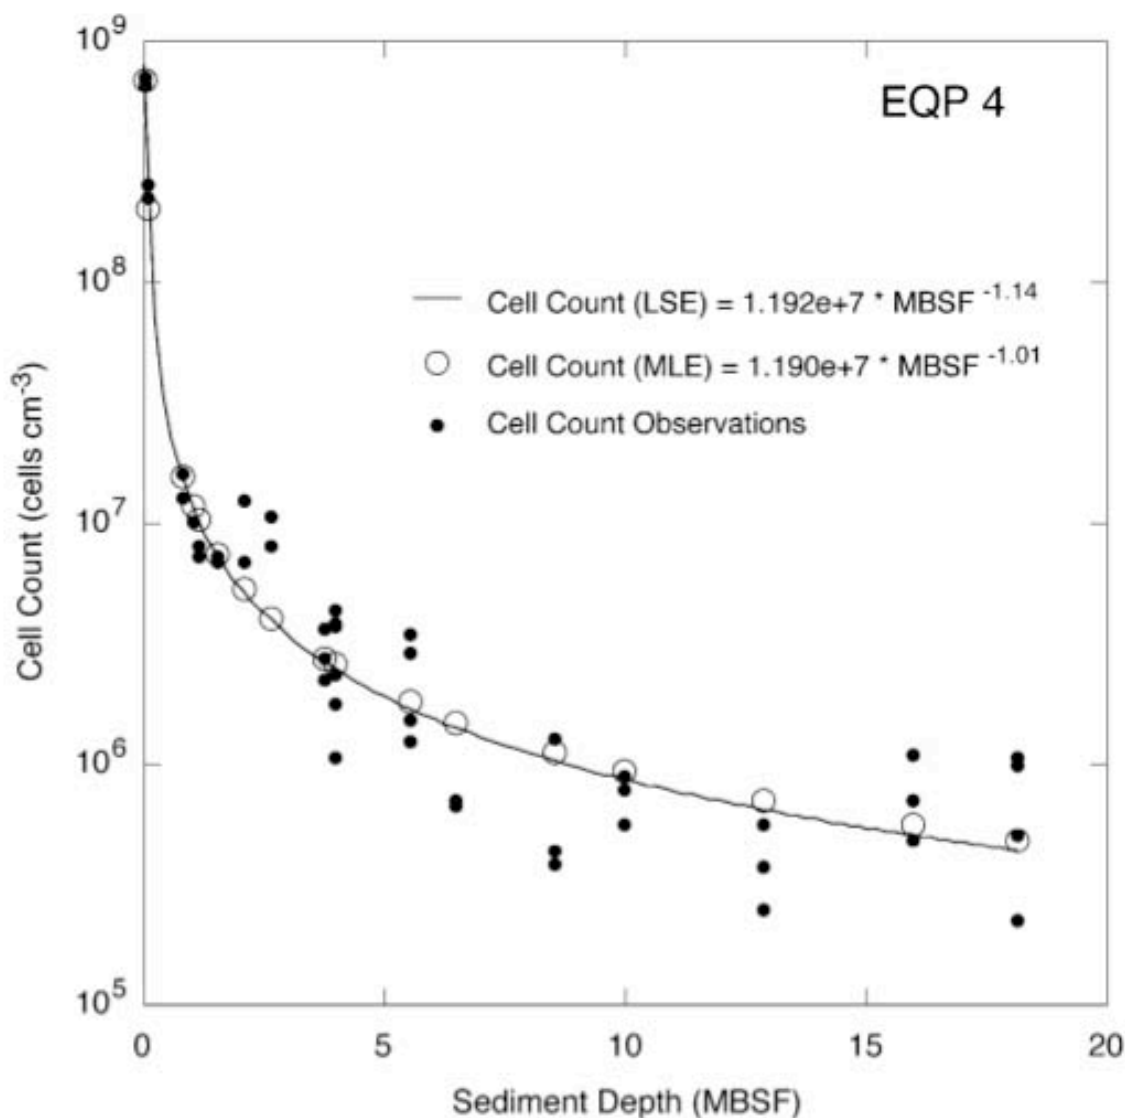 EQP 4
10^9
10^8
10^7
10^6
10^5
Cell Count (cells cm^-3)
Cell Count (LSE) = 1.192e+7 * MBSF ^-1.14
Cell Count (MLE) = 1.190e+7 * MBSF ^-1.01
Cell Count Observations
0 5 10 15 20
Sediment Depth (MBSF)